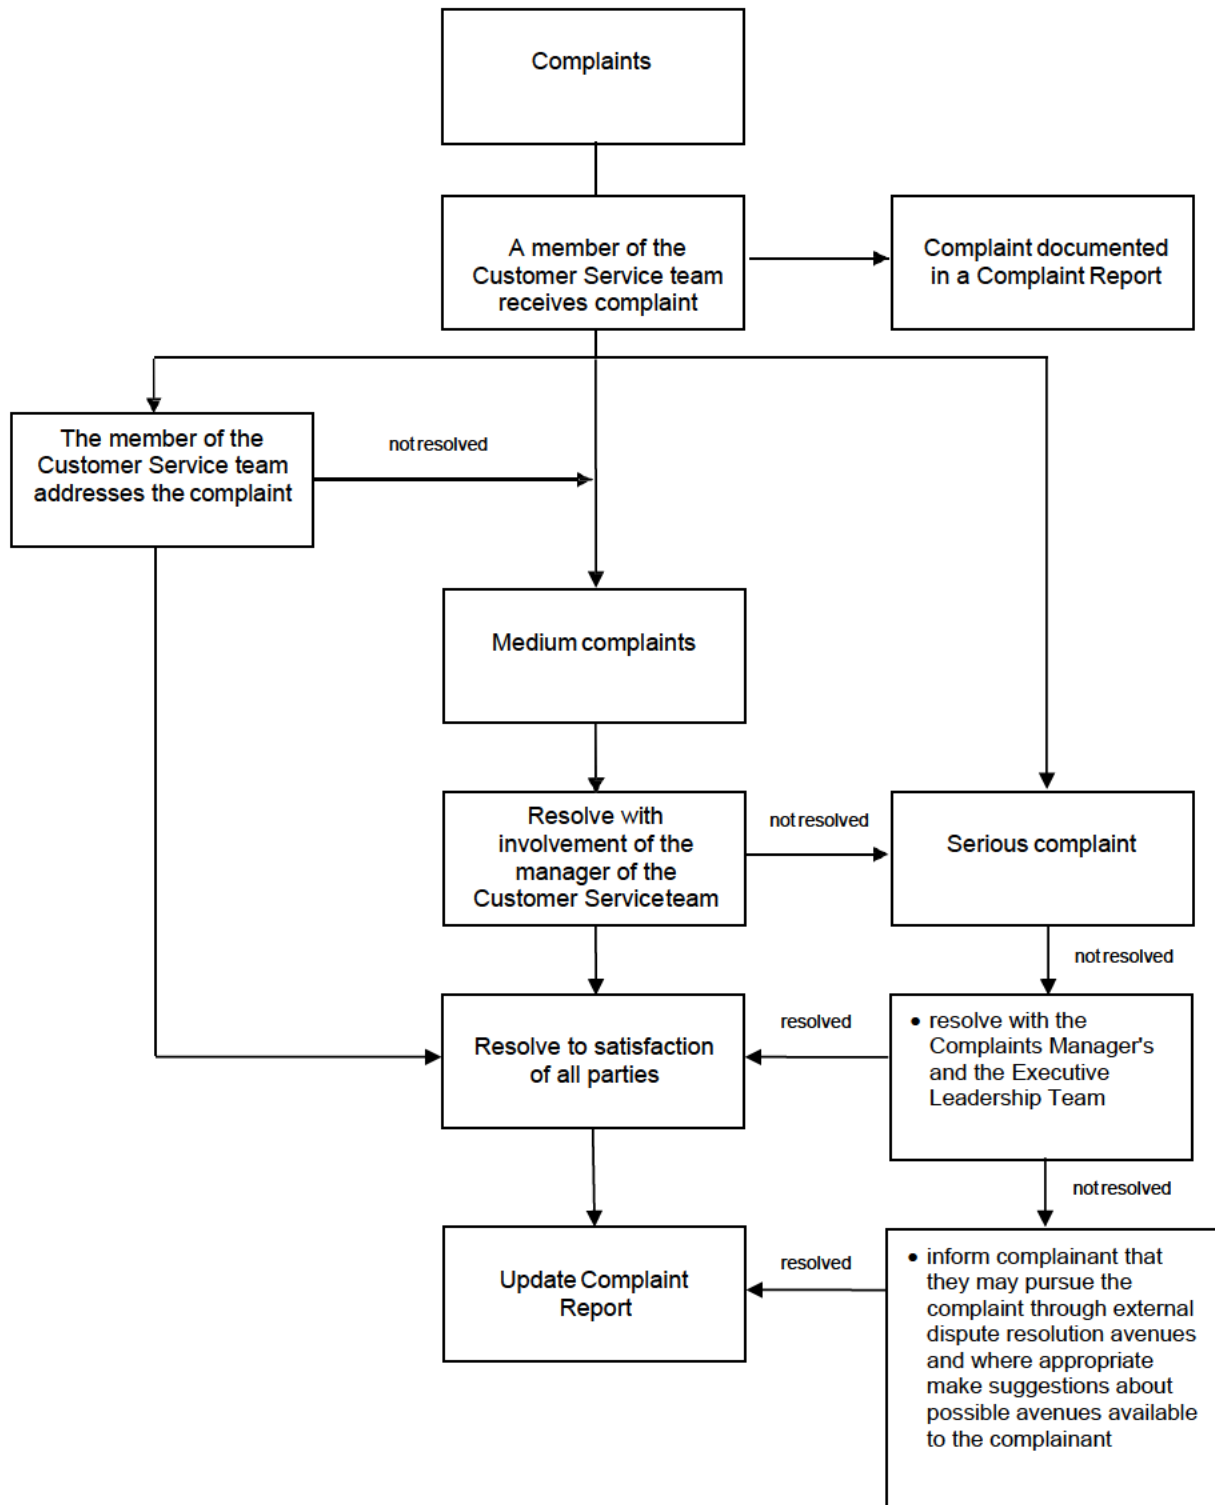 Complaints
A member of the
Customer Service team
receives complaint
Complaint documented
in a Complaint Report
The member of the
Customer Service team
addresses the complaint
not resolved
Medium complaints
Resolve with
involvement of the
manager of the
Customer Serviceteam
not resolved
Serious complaint
not resolved
Resolve to satisfaction
of all parties
resolved
• resolve with the
Complaints Manager's
and the Executive
Leadership Team
not resolved
Update Complaint
Report
resolved
• inform complainant that
they may pursue the
complaint through external
dispute resolution avenues
and where appropriate
make suggestions about
possible avenues available
to the complainant